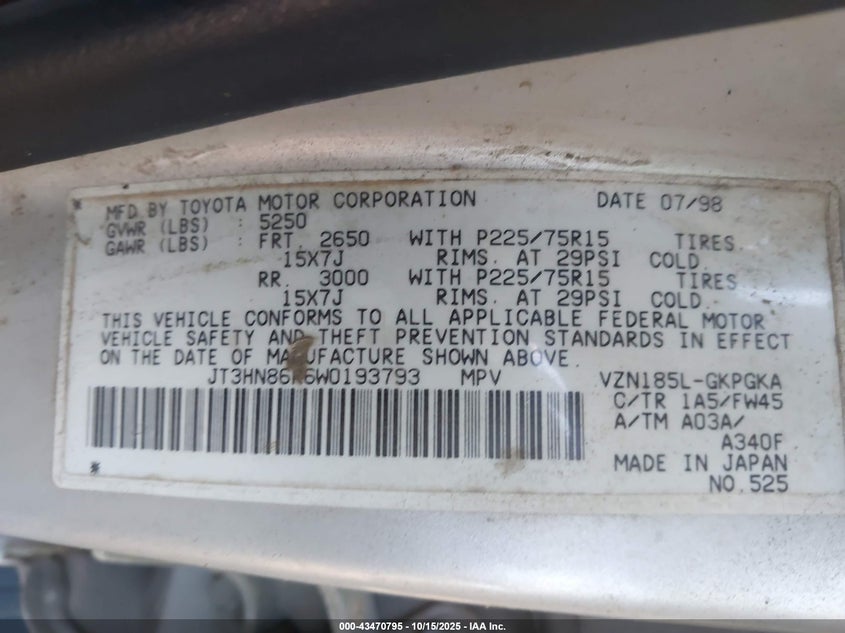 MFD BY TOYOTA MOTOR CORPORATION DATE 07/98
GVWR (LBS) : 5250
GAWR (LBS) : FRT. 2650 WITH P225/75R15 TIRES
15X7J RIMS. AT 29PSI COLD.
RR. 3000 WITH P225/75R15 TIRES
15X7J RIMS. AT 29PSI COLD.
THIS VEHICLE CONFORMS TO ALL APPLICABLE FEDERAL MOTOR
VEHICLE SAFETY AND THEFT PREVENTION STANDARDS IN EFFECT
ON THE DATE OF MANUFACTURE SHOWN ABOVE.
MPV VZN185L-GKPGKA
C/TR 1A5/FW45
A/TM A03A/
A340F
MADE IN JAPAN
NO.525
000-43470795 - 10/15/2025 - IAA Inc.